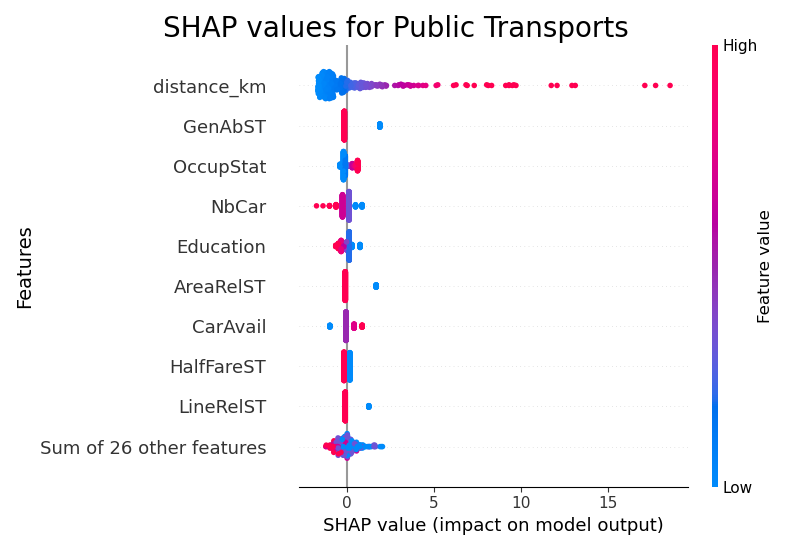 SHAP values for Public Transports
High
distance_km
GenAbST
OccupStat
NbCar
Education
AreaRelST
CarAvail
HalfFareST
LineRelST
Sum of 26 other features
Features
Feature value
Low
0
5
10
15
SHAP value (impact on model output)